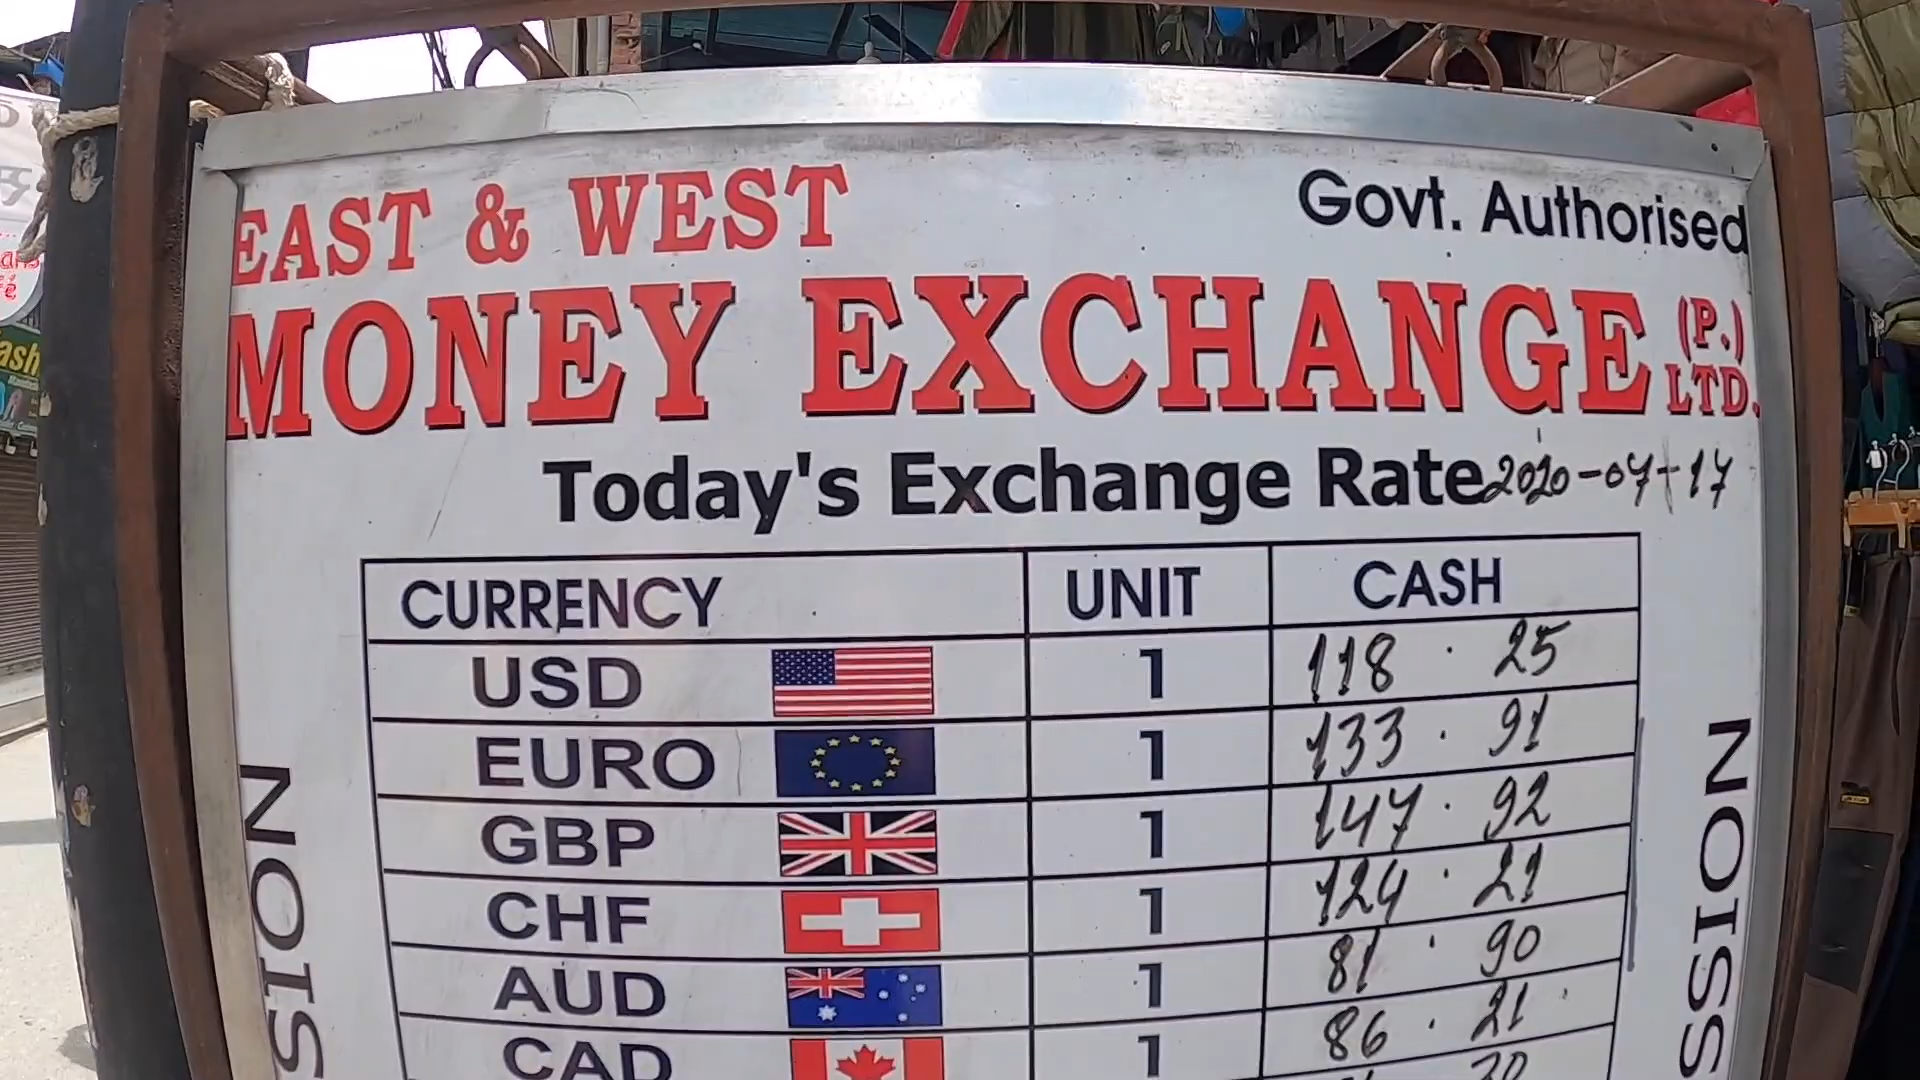 EAST & WEST Govt. Authorised
MONEY EXCHANGE (P.) LTD.
Today's Exchange Rate 2020-07-17
CURRENCY UNIT CASH
USD 1 118.25
EURO 1 133.91
GBP 1 147.92
CHF 1 124.21
AUD 1 81.90
CAD 1 86.21